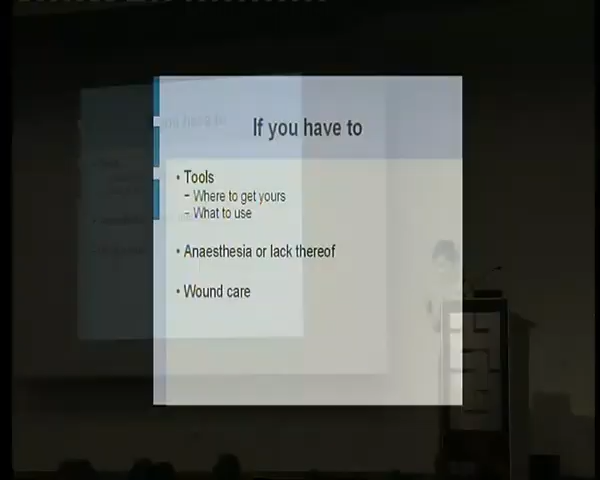 If you have to
• Tools
– Where to get yours
– What to use
• Anaesthesia or lack thereof
• Wound care